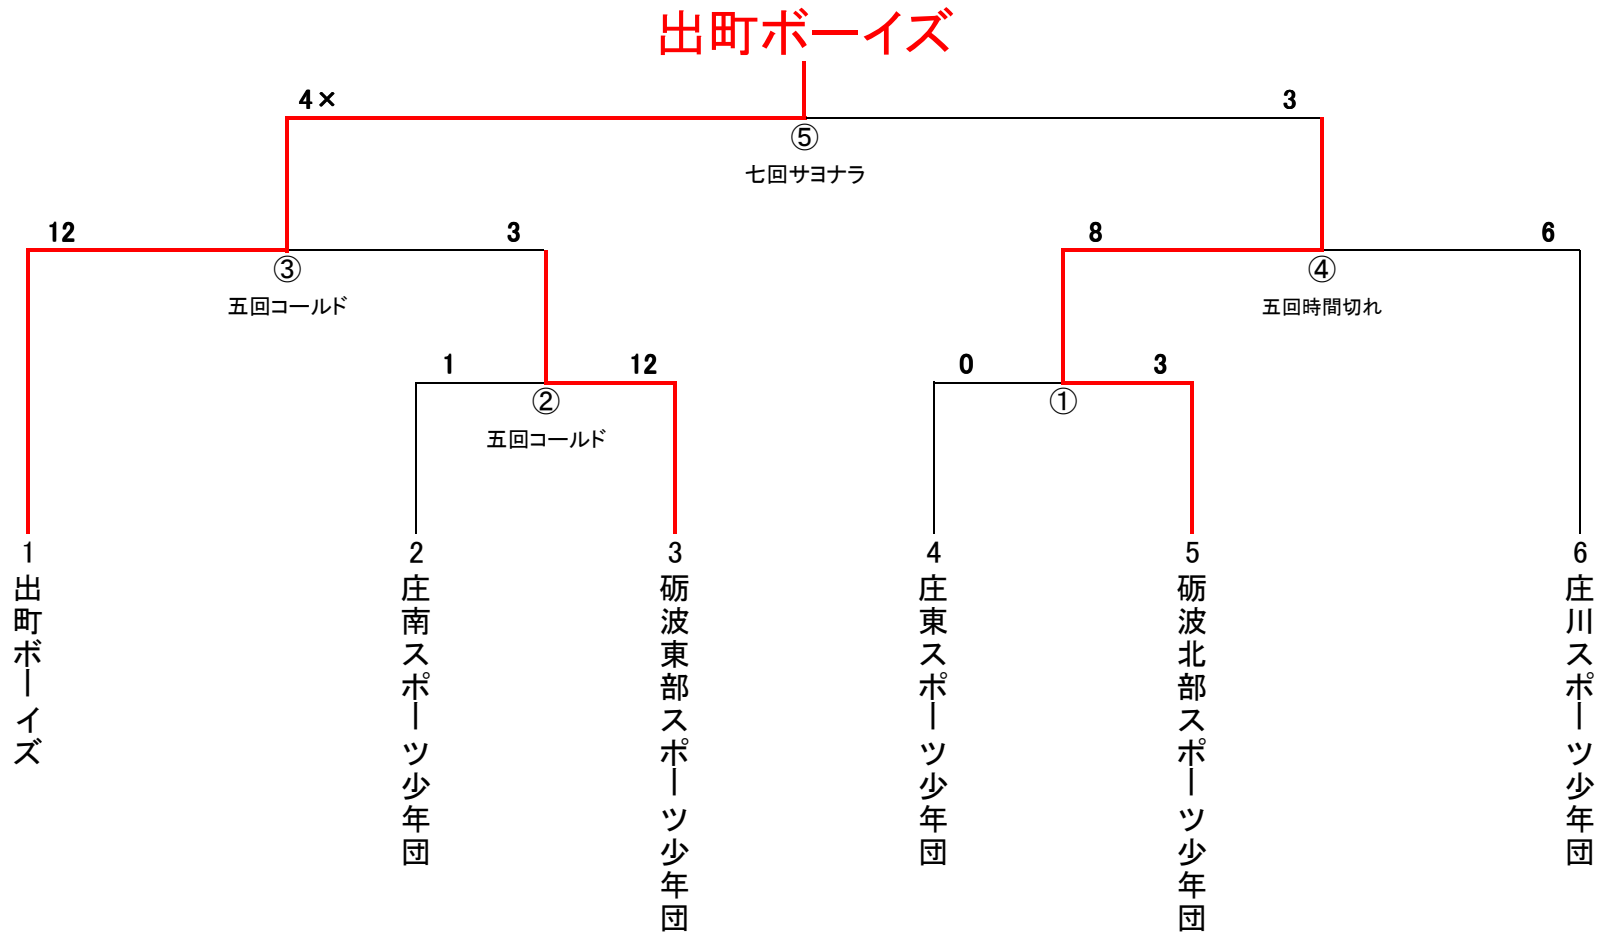 出町ボーイズ
4×
3
⑤
七回サヨナラ
12
3
8
6
③
④
五回コールド
五回時間切れ
1
12
0
3
②
①
五回コールド
1
出町ボーイズ
2
庄南スポーツ少年団
3
砺波東部スポーツ少年団
4
庄東スポーツ少年団
5
砺波北部スポーツ少年団
6
庄川スポーツ少年団